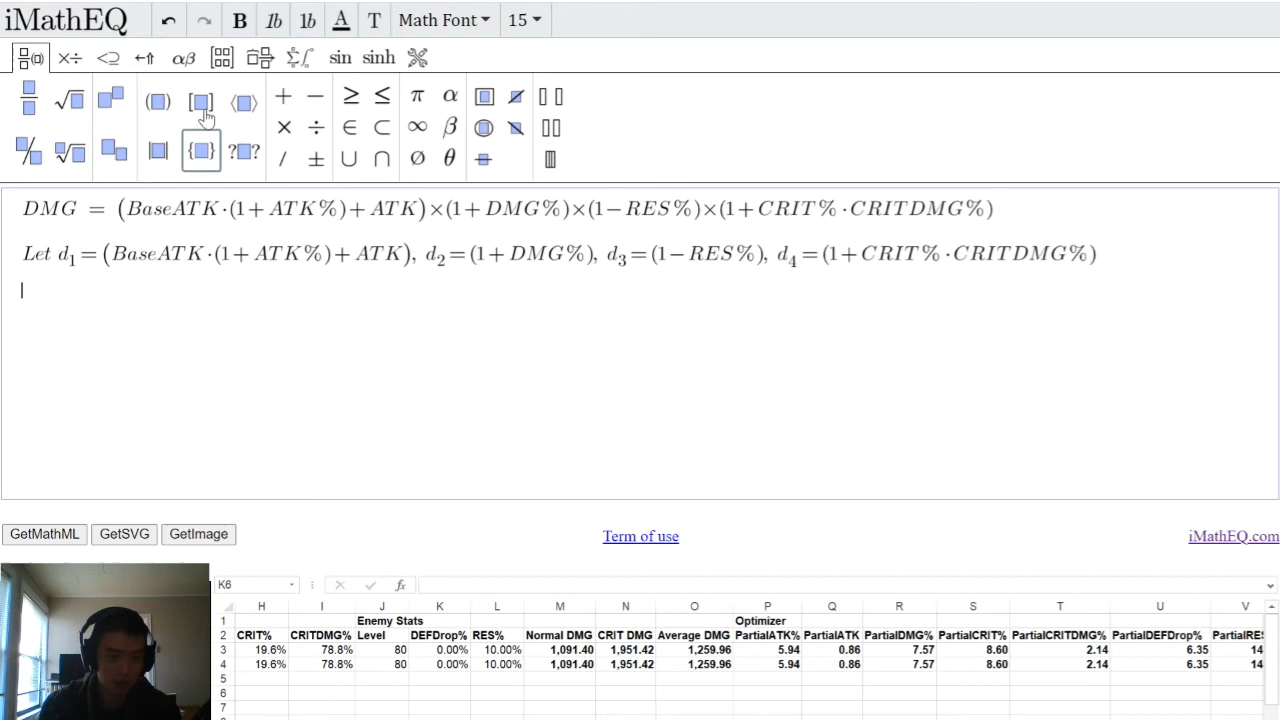 iMathEQ B 1b 1b A T Math Font 15
×÷ <⊇ ←⇑ αβ Σ∫ sin sinh
( ) [ ] ⟨ ⟩ + − ≥ ≤ π α
× ÷ ∈ ⊂ ∞ β
| | { } ?? / ± ∪ ∩ ∅ θ
DMG = (BaseATK·(1+ATK%)+ATK)×(1+DMG%)×(1−RES%)×(1+CRIT%·CRITDMG%)
Let d₁=(BaseATK·(1+ATK%)+ATK), d₂=(1+DMG%), d₃=(1−RES%), d₄=(1+CRIT%·CRITDMG%)
GetMathML GetSVG GetImage Term of use iMathEQ.com
K6 fx
H I J K L M N O P Q R S T U V
1 Enemy Stats Optimizer
2 CRIT% CRITDMG% Level DEFDrop% RES% Normal DMG CRIT DMG Average DMG PartialATK% PartialATK PartialDMG% PartialCRIT% PartialCRITDMG% PartialDEFDrop% PartialRES
3 19.6% 78.8% 80 0.00% 10.00% 1,091.40 1,951.42 1,259.96 5.94 0.86 7.57 8.60 2.14 6.35 14
4 19.6% 78.8% 80 0.00% 10.00% 1,091.40 1,951.42 1,259.96 5.94 0.86 7.57 8.60 2.14 6.35 14
5
6
7